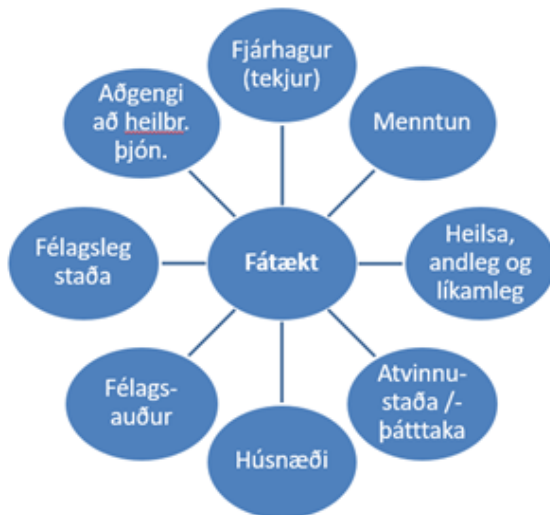 Fjárhagur
(tekjur)
Menntun
Heilsa,
andleg og
líkamleg
Atvinnu-
staða /-
þátttaka
Húsnæði
Félags-
auður
Félagsleg
staða
Aðgengi
að heilbr.
þjón.
Fátækt